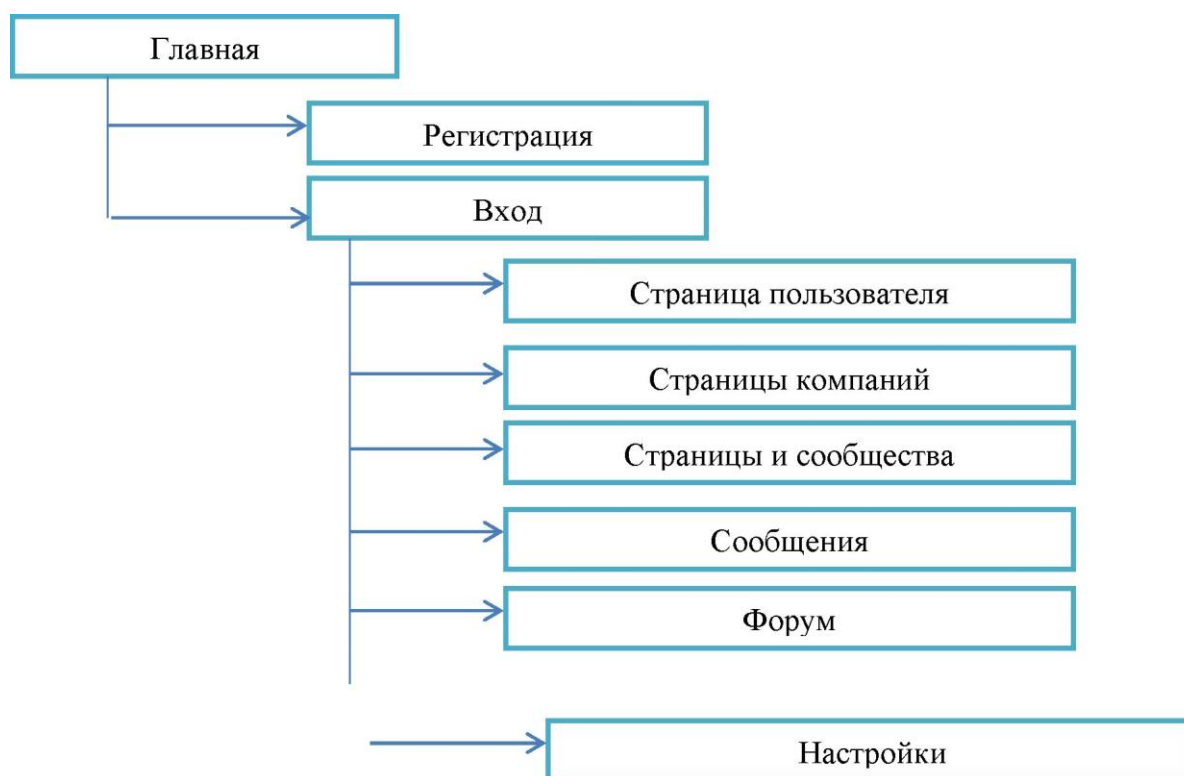 Главная
Регистрация
Вход
Страница пользователя
Страницы компаний
Страницы и сообщества
Сообщения
Форум
Настройки